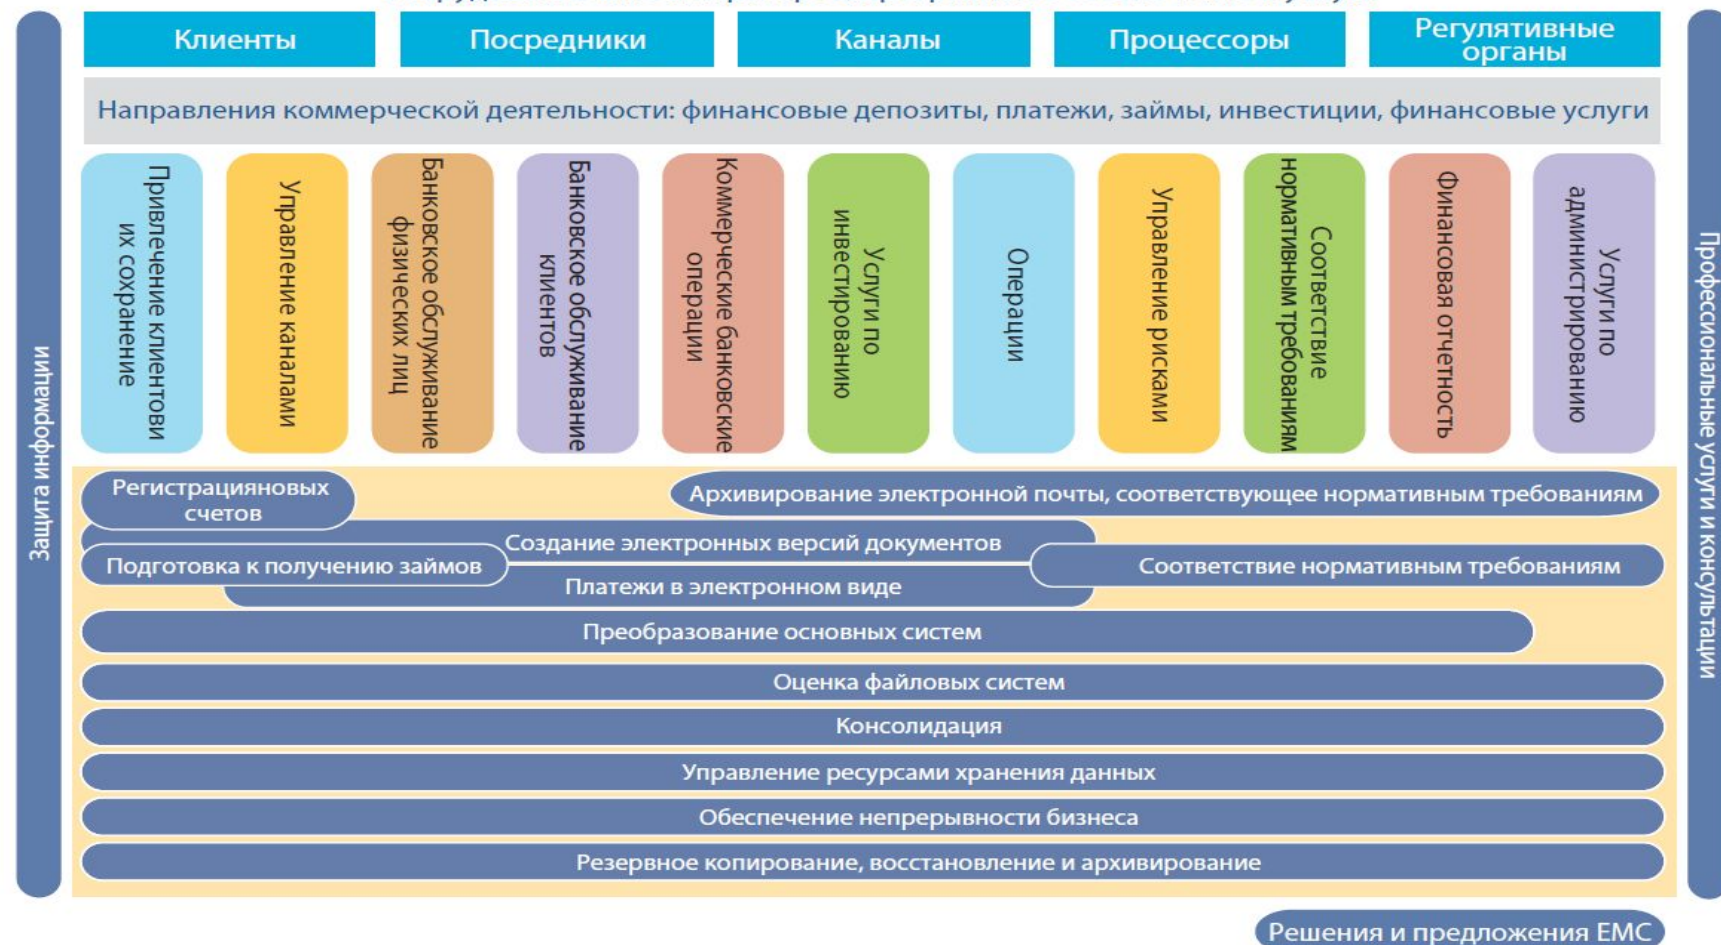 Клиенты
Посредники
Каналы
Процессоры
Регулятивные
органы
Направления коммерческой деятельности: финансовые депозиты, платежи, займы, инвестиции, финансовые услуги
Защита информации
Привлечение клиентови
их сохранение
Управление каналами
Банковское обслуживание
физических лиц
Банковское обслуживание
клиентов
Коммерческие банковские
операции
Услуги по
инвестированию
Операции
Управление рисками
Соответствие
нормативным требованиям
Финансовая отчетность
Услуги по
администрированию
Профессиональные услуги и консультации
Регистрацияновых
счетов
Архивирование электронной почты, соответствующее нормативным требованиям
Создание электронных версий документов
Подготовка к получению займов
Соответствие нормативным требованиям
Платежи в электронном виде
Преобразование основных систем
Оценка файловых систем
Консолидация
Управление ресурсами хранения данных
Обеспечение непрерывности бизнеса
Резервное копирование, восстановление и архивирование
Решения и предложения EMC